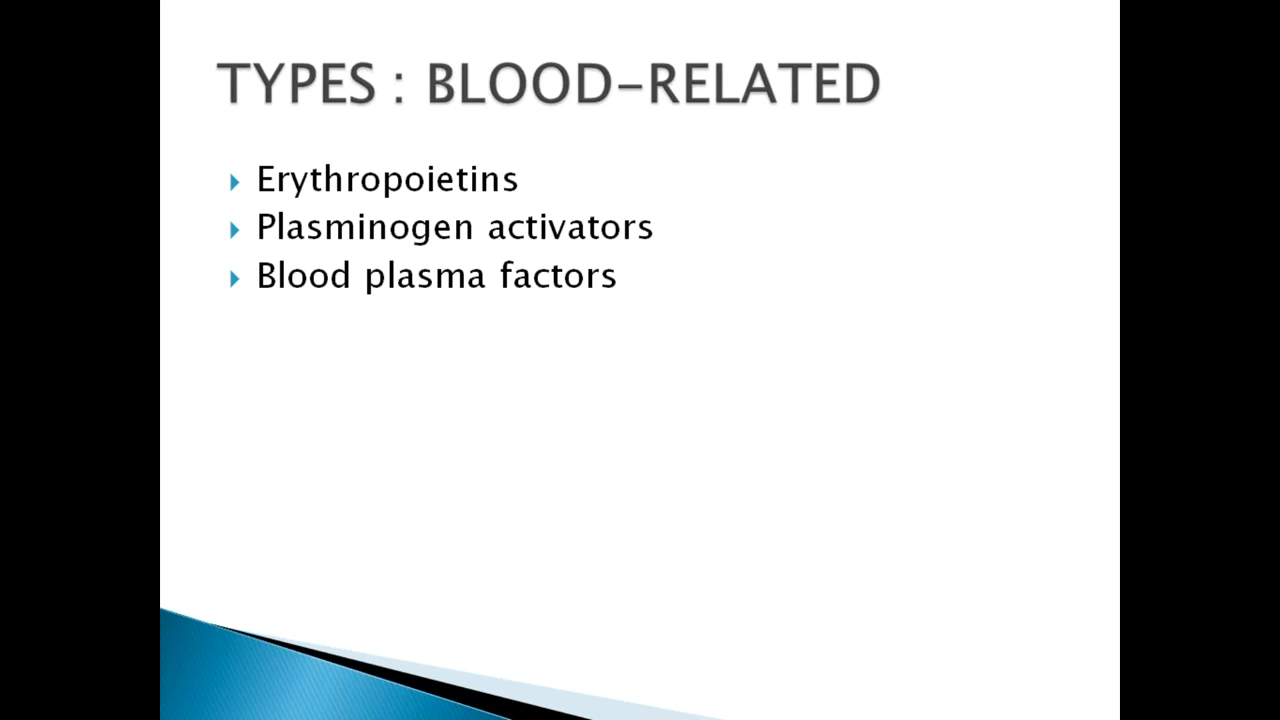 TYPES : BLOOD-RELATED
Erythropoietins
Plasminogen activators
Blood plasma factors